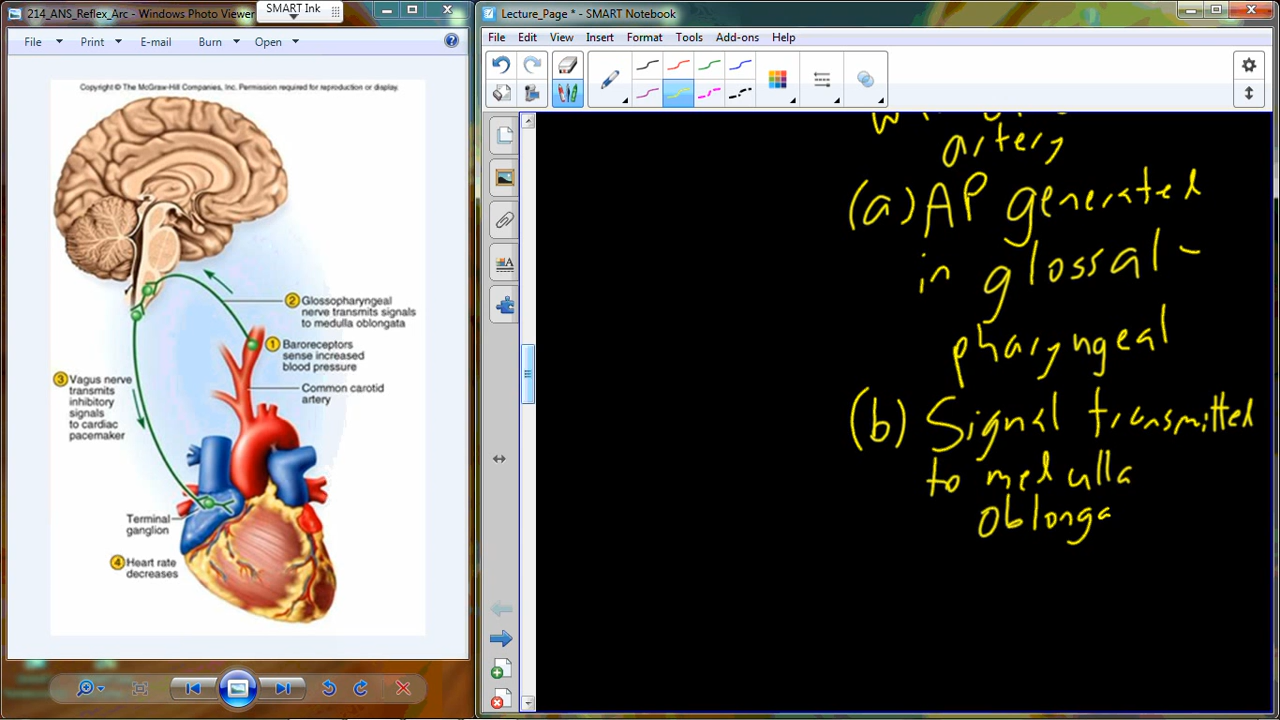 214_ANS_Reflex_Arc - Windows Photo Viewer
SMART Ink
File Print E-mail Burn Open
Copyright © The McGraw-Hill Companies, Inc. Permission required for reproduction or display.
2 Glossopharyngeal
nerve transmits signals
to medulla oblongata
1 Baroreceptors
sense increased
blood pressure
Common carotid
artery
3 Vagus nerve
transmits
inhibitory
signals
to cardiac
pacemaker
Terminal
ganglion
4 Heart rate
decreases
Lecture_Page * - SMART Notebook
File Edit View Insert Format Tools Add-ons Help
artery
(a) AP generated
in glossal-
pharyngeal
(b) Signal transmitted
to medulla
oblonga